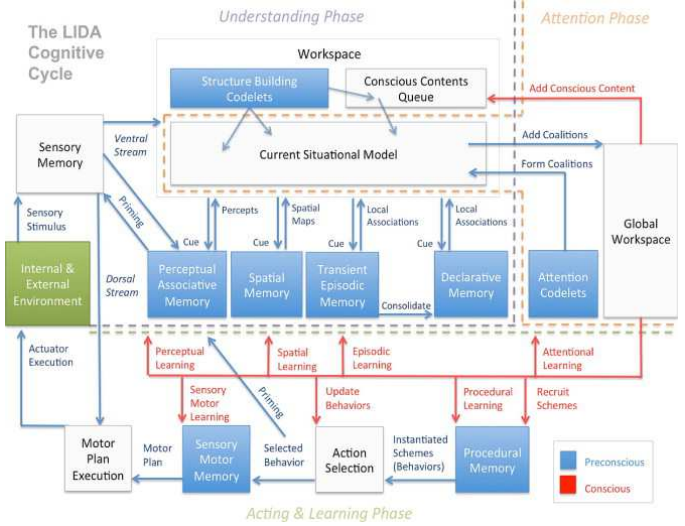 Understanding Phase
Attention Phase
The LIDA
Cognitive
Cycle
Workspace
Structure Building
Codelets
Conscious Contents
Queue
Add Conscious Content
Sensory
Memory
Ventral
Stream
Current Situational Model
Add Coalitions
Form Coalitions
Priming
Sensory
Stimulus
Percepts
Cue
Spatial
Maps
Cue
Local
Associations
Cue
Local
Associations
Cue
Global
Workspace
Internal &
External
Environment
Dorsal
Stream
Perceptual
Associative
Memory
Spatial
Memory
Transient
Episodic
Memory
Consolidate
Declarative
Memory
Attention
Codelets
Actuator
Execution
Perceptual
Learning
Spatial
Learning
Episodic
Learning
Attentional
Learning
Sensory
Motor
Learning
Priming
Update
Behaviors
Procedural
Learning
Recruit
Schemes
Motor
Plan
Execution
Motor
Plan
Sensory
Motor
Memory
Selected
Behavior
Action
Selection
Instantiated
Schemes
(Behaviors)
Procedural
Memory
Preconscious
Conscious
Acting & Learning Phase